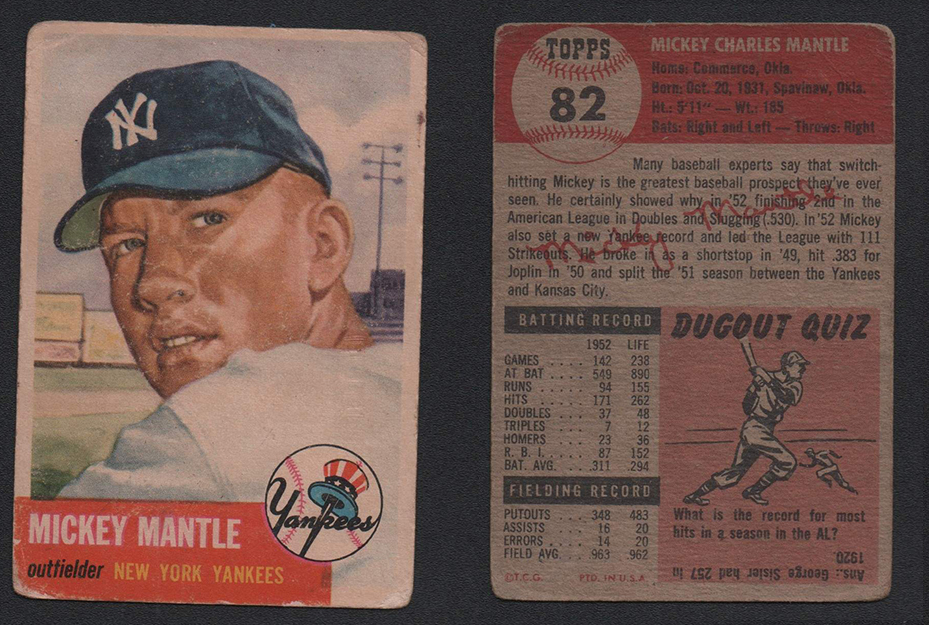 NY
Yankees
MICKEY MANTLE
outfielder NEW YORK YANKEES
TOPPS
82
MICKEY CHARLES MANTLE
Home: Commerce, Okla.
Born: Oct. 20, 1931, Spavinaw, Okla.
Ht.: 5'11" — Wt.: 185
Bats: Right and Left — Throws: Right
Many baseball experts say that switch-
hitting Mickey is the greatest baseball prospect they've ever
seen. He certainly showed why in '52 finishing 2nd in the
American League in Doubles and Slugging (.530). In '52 Mickey
also set a new Yankee record and led the League with 111
Strikeouts. He broke in as a shortstop in '49, hit .383 for
Joplin in '50 and split the '51 season between the Yankees
and Kansas City.
Mickey Mantle
BATTING RECORD
1952 LIFE
GAMES . . . . 142 238
AT BAT . . . . 549 890
RUNS . . . . . 94 155
HITS . . . . . 171 262
DOUBLES . . . 37 48
TRIPLES . . . . 7 12
HOMERS . . . 23 36
R. B. I. . . . . . 87 152
BAT. AVG. . . .311 294
FIELDING RECORD
PUTOUTS . . . 348 483
ASSISTS . . . 16 20
ERRORS . . . . 14 20
FIELD AVG. . . 963 .962
©T.C.G. PTD. IN U.S.A.
DUGOUT QUIZ
What is the record for most
hits in a season in the AL?
Ans.: George Sisler had 257 in
1920.